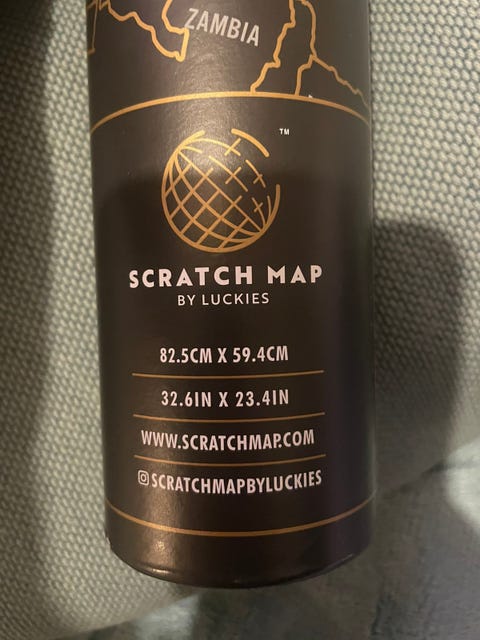 ZAMBIA
™
SCRATCH MAP
BY LUCKIES
82.5CM X 59.4CM
32.6IN X 23.4IN
WWW.SCRATCHMAP.COM
SCRATCHMAPBYLUCKIES